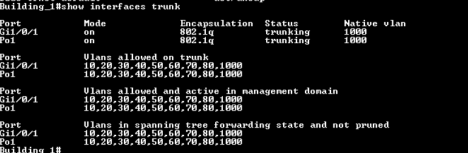 Building_1#show interfaces trunk
Port Mode Encapsulation Status Native vlan
Gi1/0/1 on 802.1q trunking 1000
Po1 on 802.1q trunking 1000
Port Vlans allowed on trunk
Gi1/0/1 10,20,30,40,50,60,70,80,1000
Po1 10,20,30,40,50,60,70,80,1000
Port Vlans allowed and active in management domain
Gi1/0/1 10,20,30,40,50,60,70,80,1000
Po1 10,20,30,40,50,60,70,80,1000
Port Vlans in spanning tree forwarding state and not pruned
Gi1/0/1 10,20,30,40,50,60,70,80,1000
Po1 10,20,30,40,50,60,70,80,1000
Building_1#